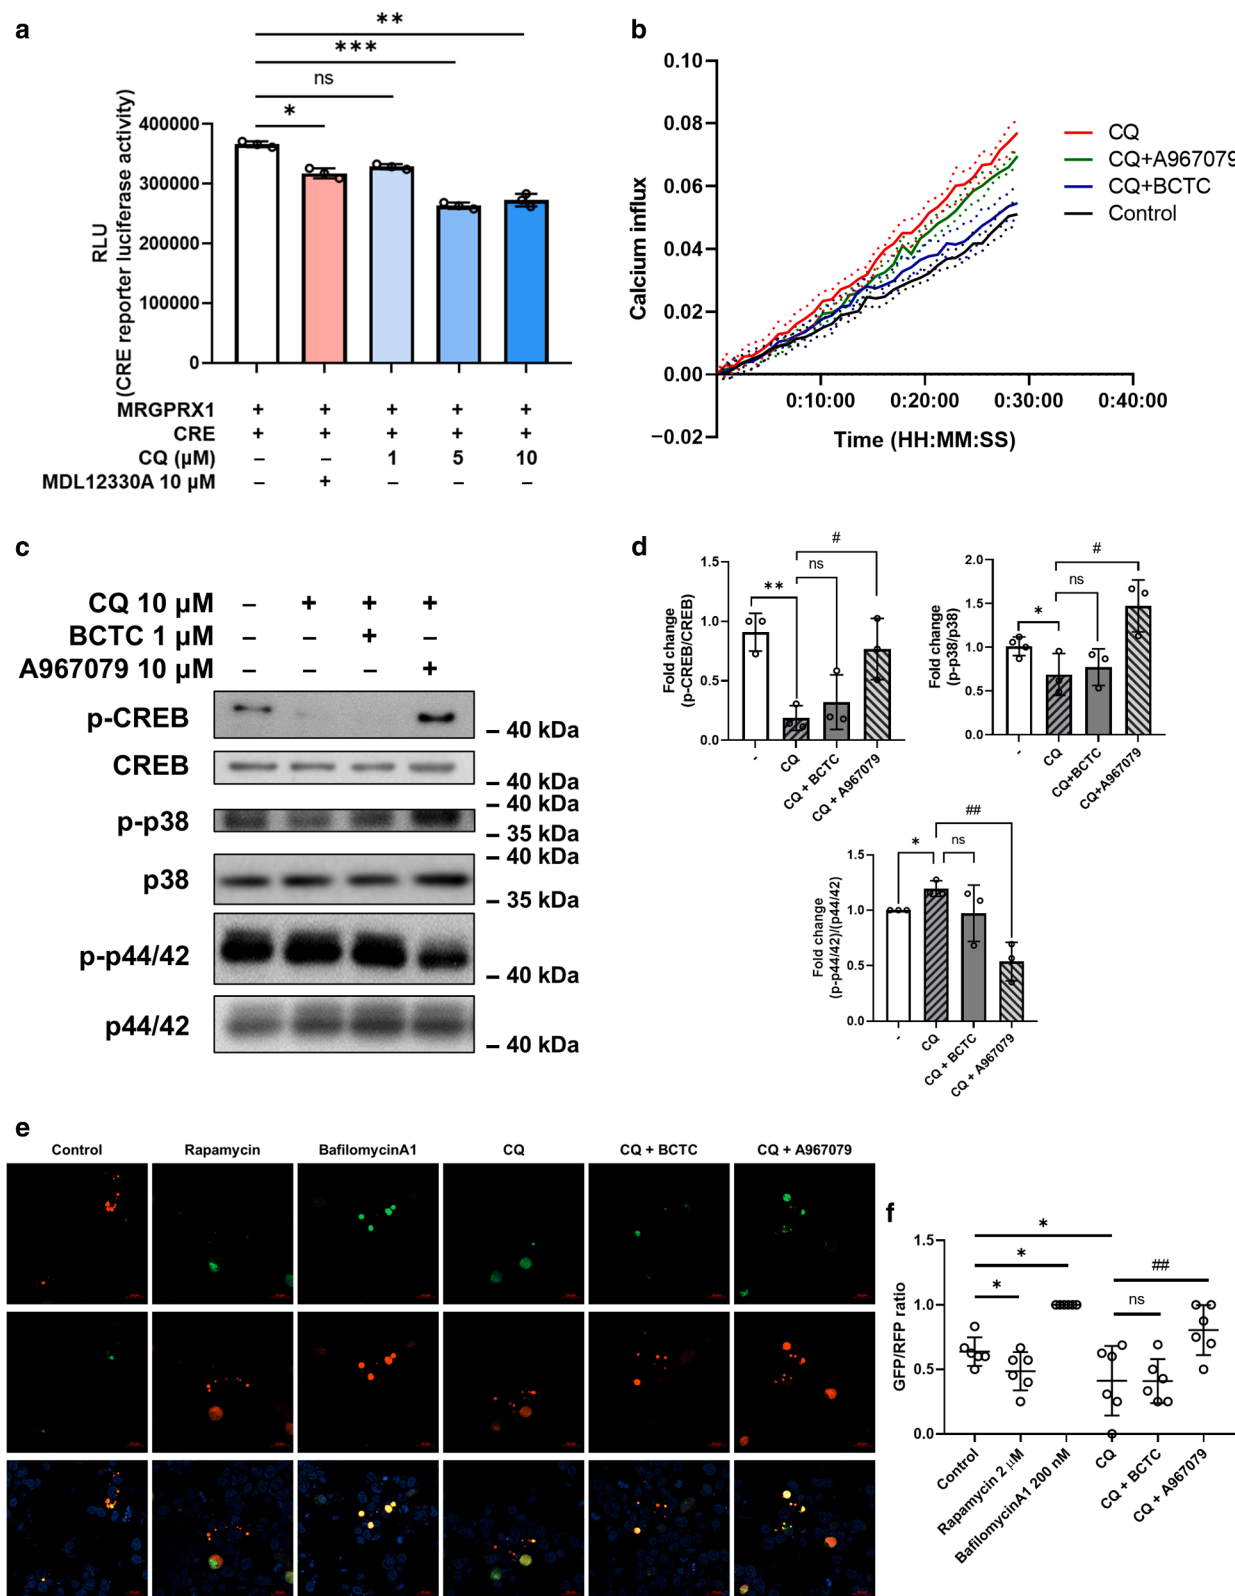 a
**
***
ns
*
RLU
(CRE reporter luciferase activity)
400000
300000
200000
100000
0
MRGPRX1 + + + + +
CRE + + + + +
CQ (µM) – – 1 5 10
MDL12330A 10 µM – + – – –
b
0.10
0.08
0.06
0.04
0.02
0.00
−0.02
Calcium influx
0:10:00 0:20:00 0:30:00 0:40:00
Time (HH:MM:SS)
CQ
CQ+A967079
CQ+BCTC
Control
c
CQ 10 µM – + + +
BCTC 1 µM – – + –
A967079 10 µM – – – +
p-CREB
– 40 kDa
CREB
– 40 kDa
– 40 kDa
p-p38
– 35 kDa
– 40 kDa
p38
– 35 kDa
p-p44/42
– 40 kDa
p44/42
– 40 kDa
d
Fold change
(p-CREB/CREB)
1.5
1.0
0.5
0.0
**
ns
#
-
CQ
CQ + BCTC
CQ + A967079
Fold change
(p-p38/p38)
2.0
1.5
1.0
0.5
0.0
*
ns
#
-
CQ
CQ+BCTC
CQ+A967079
Fold change
(p-p44/42)/(p44/42)
1.5
1.0
0.5
0.0
*
ns
##
-
CQ
CQ + BCTC
CQ + A967079
e
Control Rapamycin BafilomycinA1 CQ CQ + BCTC CQ + A967079
f
GFP/RFP ratio
1.5
1.0
0.5
0.0
*
*
*
##
ns
Control
Rapamycin 2 µM
BafilomycinA1 200 nM
CQ
CQ + BCTC
CQ + A967079